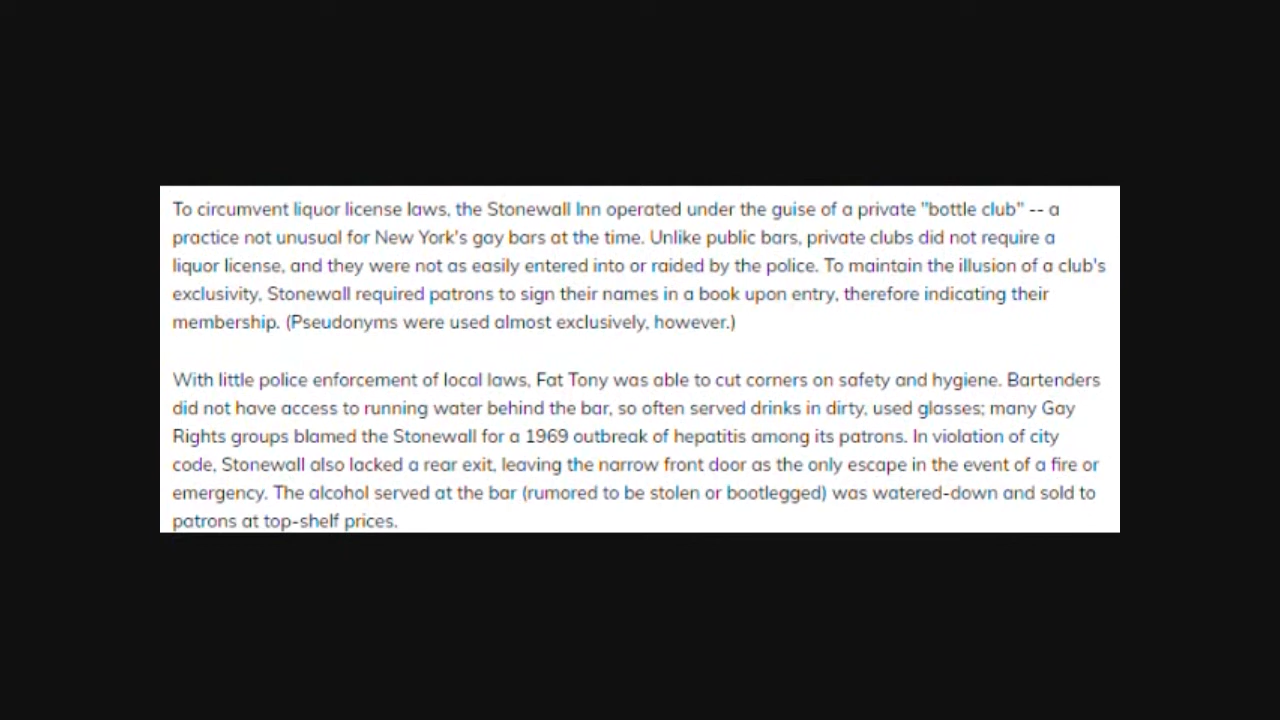 To circumvent liquor license laws, the Stonewall Inn operated under the guise of a private "bottle club" -- a
practice not unusual for New York's gay bars at the time. Unlike public bars, private clubs did not require a
liquor license, and they were not as easily entered into or raided by the police. To maintain the illusion of a club's
exclusivity, Stonewall required patrons to sign their names in a book upon entry, therefore indicating their
membership. (Pseudonyms were used almost exclusively, however.)
With little police enforcement of local laws, Fat Tony was able to cut corners on safety and hygiene. Bartenders
did not have access to running water behind the bar, so often served drinks in dirty, used glasses; many Gay
Rights groups blamed the Stonewall for a 1969 outbreak of hepatitis among its patrons. In violation of city
code, Stonewall also lacked a rear exit, leaving the narrow front door as the only escape in the event of a fire or
emergency. The alcohol served at the bar (rumored to be stolen or bootlegged) was watered-down and sold to
patrons at top-shelf prices.